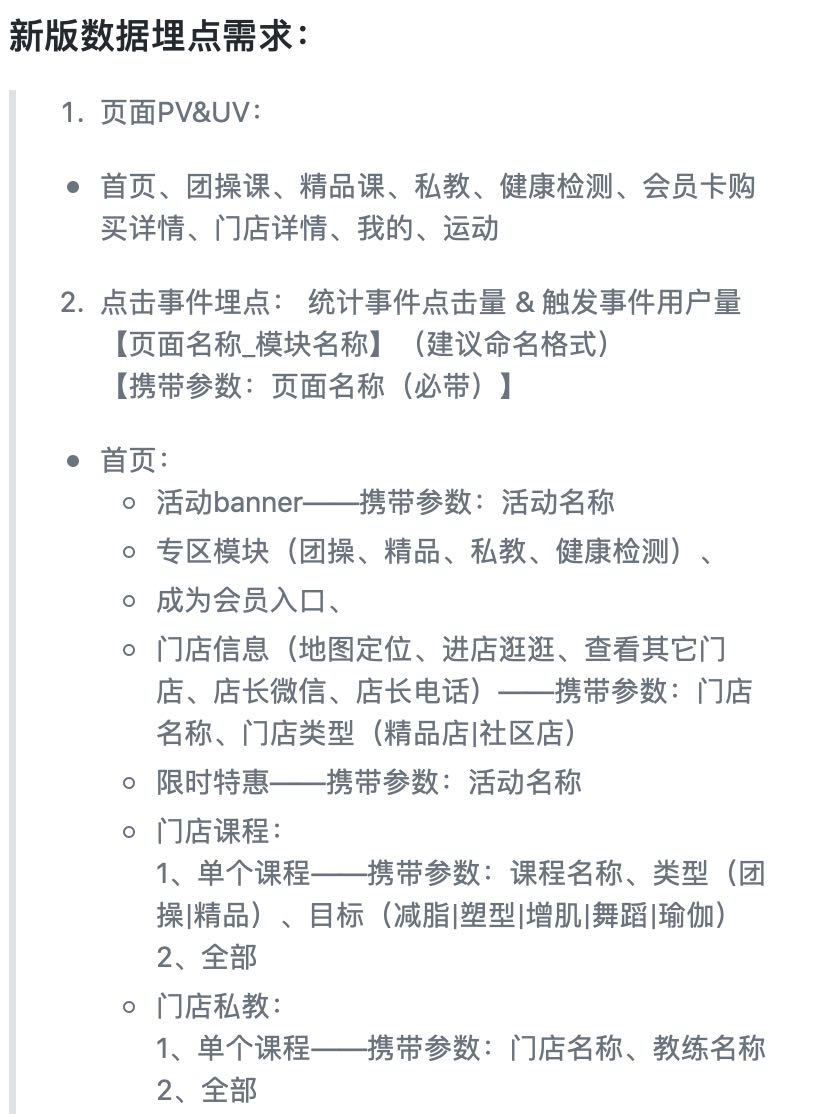 新版数据埋点需求：
1. 页面PV&UV：
• 首页、团操课、精品课、私教、健康检测、会员卡购
买详情、门店详情、我的、运动
2. 点击事件埋点： 统计事件点击量 & 触发事件用户量
【页面名称_模块名称】（建议命名格式）
【携带参数：页面名称（必带）】
• 首页：
◦ 活动banner——携带参数：活动名称
◦ 专区模块（团操、精品、私教、健康检测）、
◦ 成为会员入口、
◦ 门店信息（地图定位、进店逛逛、查看其它门
店、店长微信、店长电话）——携带参数：门店
名称、门店类型（精品店|社区店）
◦ 限时特惠——携带参数：活动名称
◦ 门店课程：
1、单个课程——携带参数：课程名称、类型（团
操|精品）、目标（减脂|塑型|增肌|舞蹈|瑜伽）
2、全部
◦ 门店私教：
1、单个课程——携带参数：门店名称、教练名称
2、全部